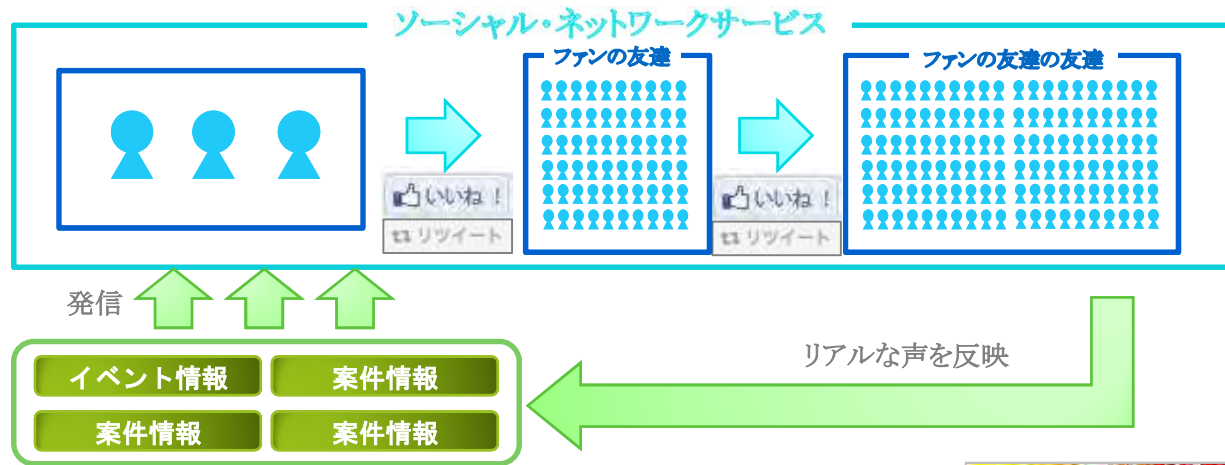 ソーシャル・ネットワークサービス
ファンの友達
ファンの友達の友達
いいね！
リツイート
いいね！
リツイート
発信
リアルな声を反映
イベント情報
案件情報
案件情報
案件情報